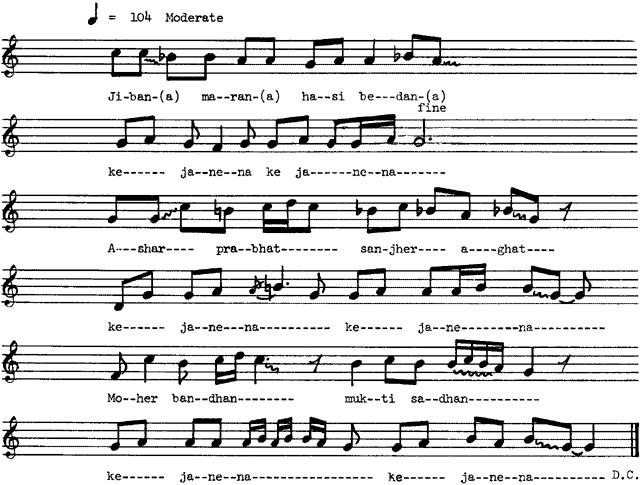 ♩ = 104 Moderate
Ji-ban-(a) ma--ran-(a) ha--si be---dan-(a)
fine
ke------ ja--ne--na ke ja------ne--na-------
A---shar---- pra--bhat-------- san-jher---- a----ghat----
ke------ ja--ne---na---------- ke------ ja--ne------na----------
Mo--her ban--dhan-------- muk--ti sa--dhan----------
ke------ ja--ne--na----------------- ke------ ja--ne--na---------- D.C.